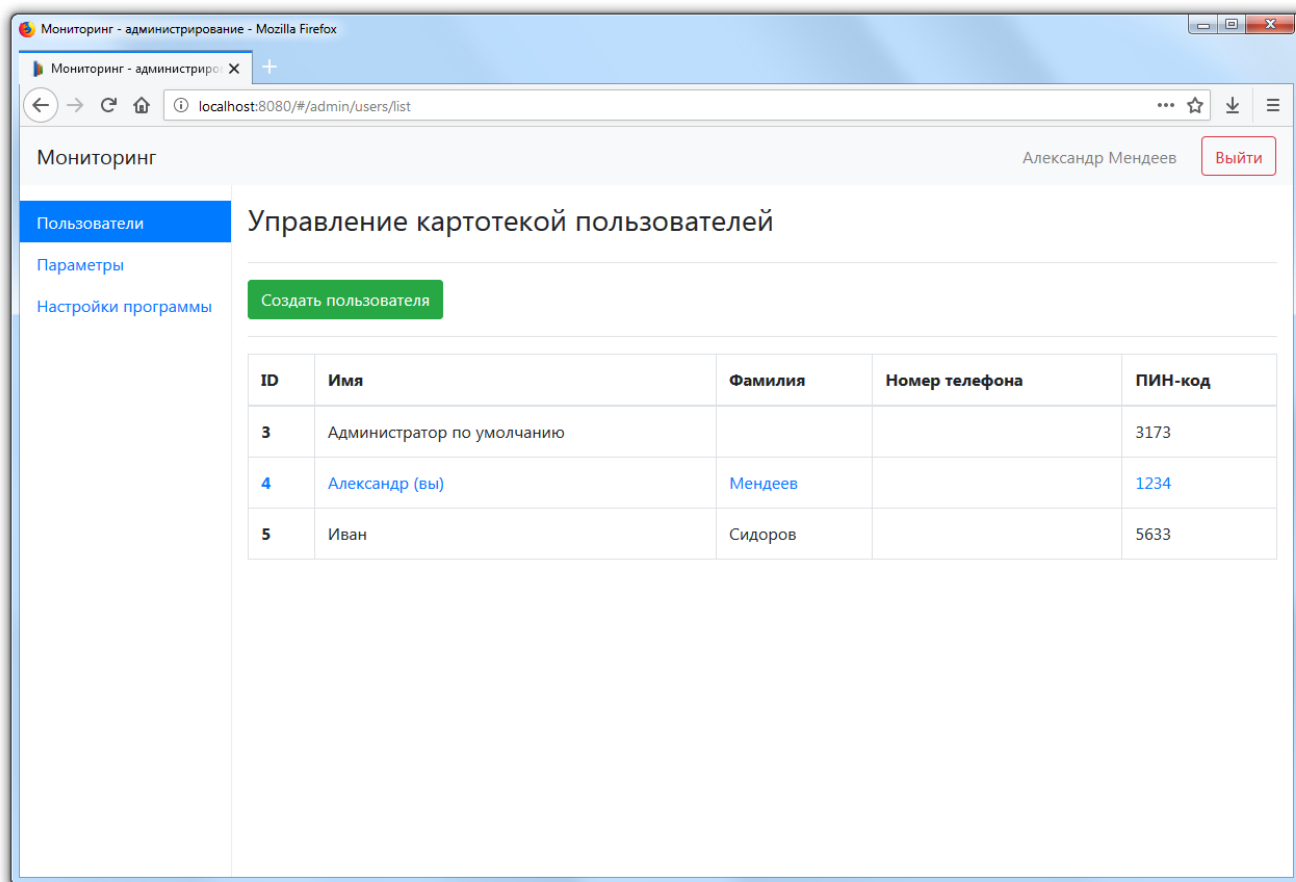 Мониторинг - администрирование - Mozilla Firefox
Мониторинг - администриро
localhost:8080/#/admin/users/list
Мониторинг Александр Мендеев Выйти
Пользователи
Параметры
Настройки программы
Управление картотекой пользователей
Создать пользователя
ID Имя Фамилия Номер телефона ПИН-код
3 Администратор по умолчанию 3173
4 Александр (вы) Мендеев 1234
5 Иван Сидоров 5633